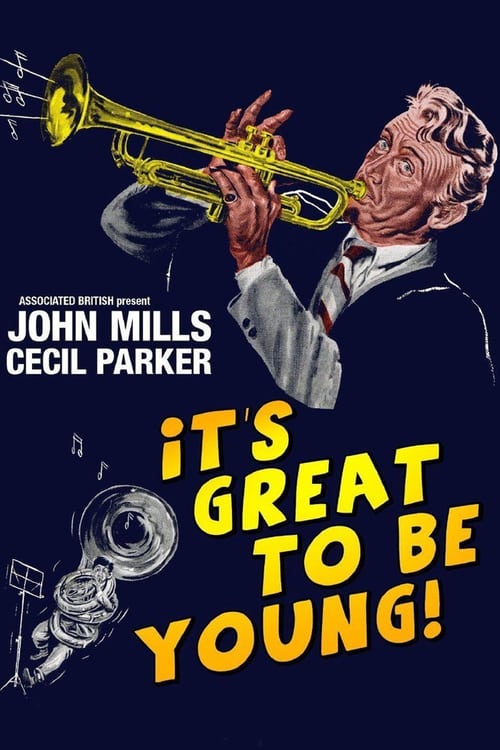 ASSOCIATED BRITISH present
JOHN MILLS
CECIL PARKER
iT'S
GREAT
TO BE
YOUNG!